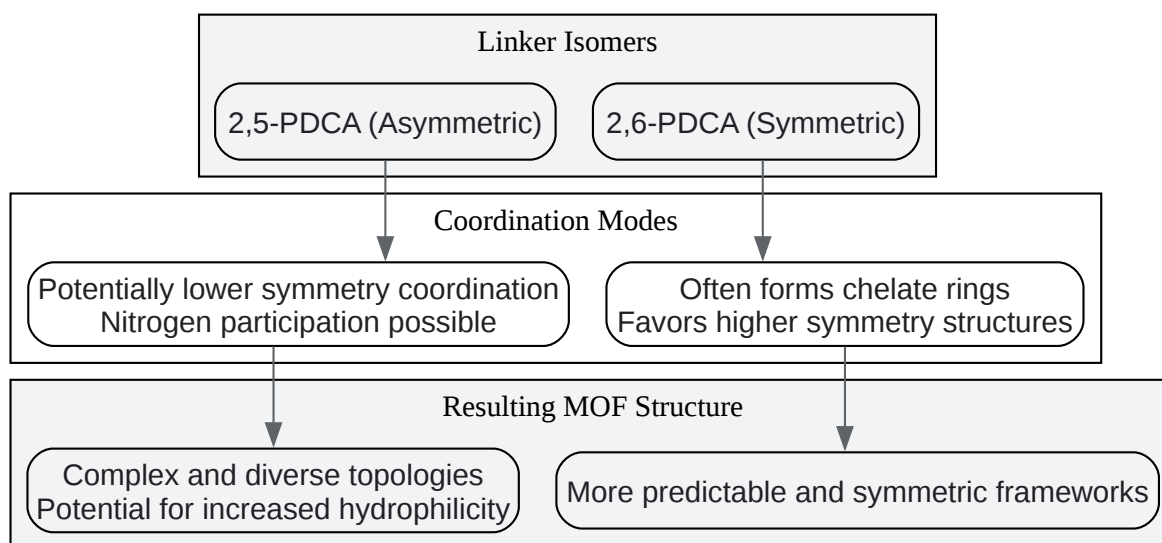 Linker Isomers
2,5-PDCA (Asymmetric)
2,6-PDCA (Symmetric)
Coordination Modes
Potentially lower symmetry coordination
Nitrogen participation possible
Often forms chelate rings
Favors higher symmetry structures
Resulting MOF Structure
Complex and diverse topologies
Potential for increased hydrophilicity
More predictable and symmetric frameworks